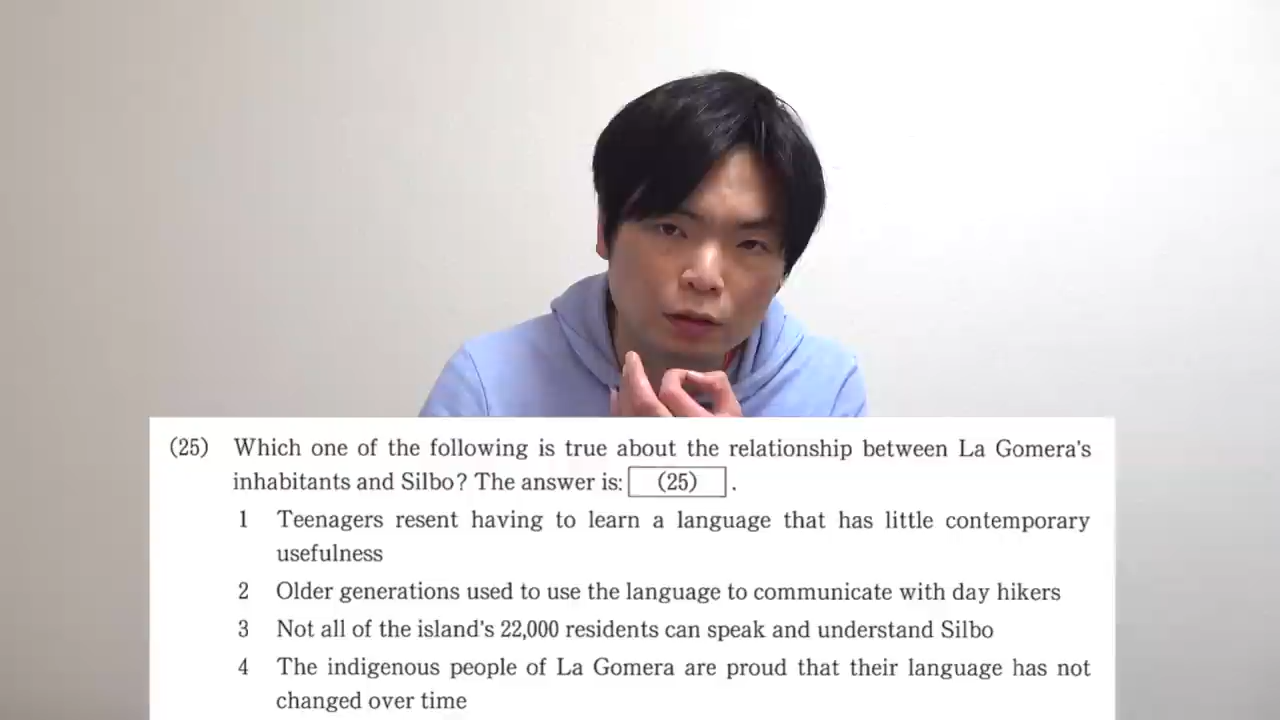 (25) Which one of the following is true about the relationship between La Gomera's
inhabitants and Silbo? The answer is: (25) .
1 Teenagers resent having to learn a language that has little contemporary
usefulness
2 Older generations used to use the language to communicate with day hikers
3 Not all of the island's 22,000 residents can speak and understand Silbo
4 The indigenous people of La Gomera are proud that their language has not
changed over time